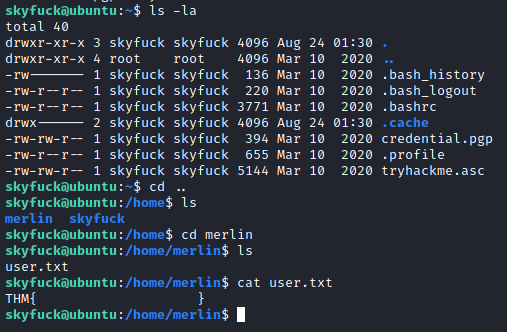 skyfuck@ubuntu:~$ ls -la
total 40
drwxr-xr-x 3 skyfuck skyfuck 4096 Aug 24 01:30 .
drwxr-xr-x 4 root    root    4096 Mar 10  2020 ..
-rw------- 1 skyfuck skyfuck  136 Mar 10  2020 .bash_history
-rw-r--r-- 1 skyfuck skyfuck  220 Mar 10  2020 .bash_logout
-rw-r--r-- 1 skyfuck skyfuck 3771 Mar 10  2020 .bashrc
drwx------ 2 skyfuck skyfuck 4096 Aug 24 01:30 .cache
-rw-rw-r-- 1 skyfuck skyfuck  394 Mar 10  2020 credential.pgp
-rw-r--r-- 1 skyfuck skyfuck  655 Mar 10  2020 .profile
-rw-rw-r-- 1 skyfuck skyfuck 5144 Mar 10  2020 tryhackme.asc
skyfuck@ubuntu:~$ cd ..
skyfuck@ubuntu:/home$ ls
merlin  skyfuck
skyfuck@ubuntu:/home$ cd merlin
skyfuck@ubuntu:/home/merlin$ ls
user.txt
skyfuck@ubuntu:/home/merlin$ cat user.txt
THM{                    }
skyfuck@ubuntu:/home/merlin$